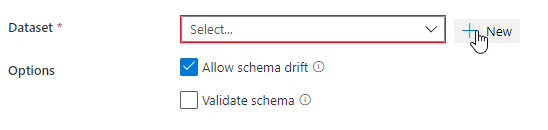 Dataset * Select... New
Options Allow schema drift
Validate schema